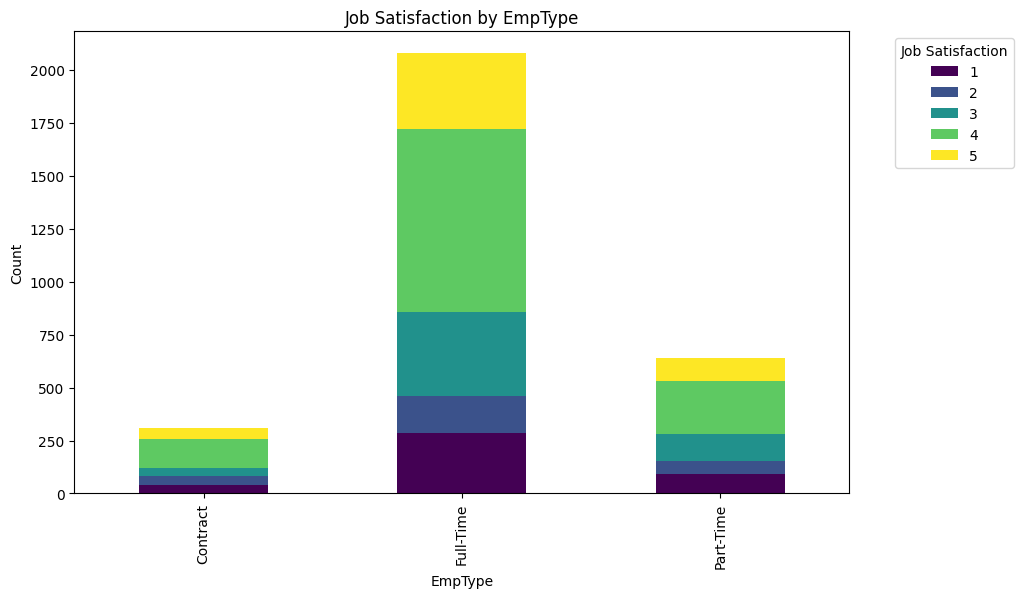 Job Satisfaction by EmpType
Job Satisfaction
1
2
3
4
5
Count
2000
1750
1500
1250
1000
750
500
250
0
Contract
Full-Time
Part-Time
EmpType